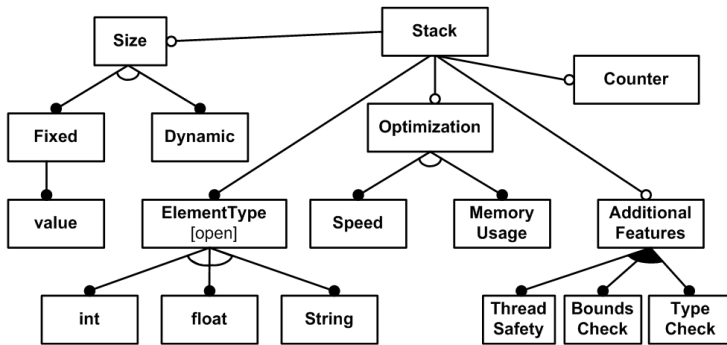 Size
Stack
Counter
Fixed
Dynamic
Optimization
value
ElementType
[open]
Speed
Memory
Usage
Additional
Features
int
float
String
Thread
Safety
Bounds
Check
Type
Check